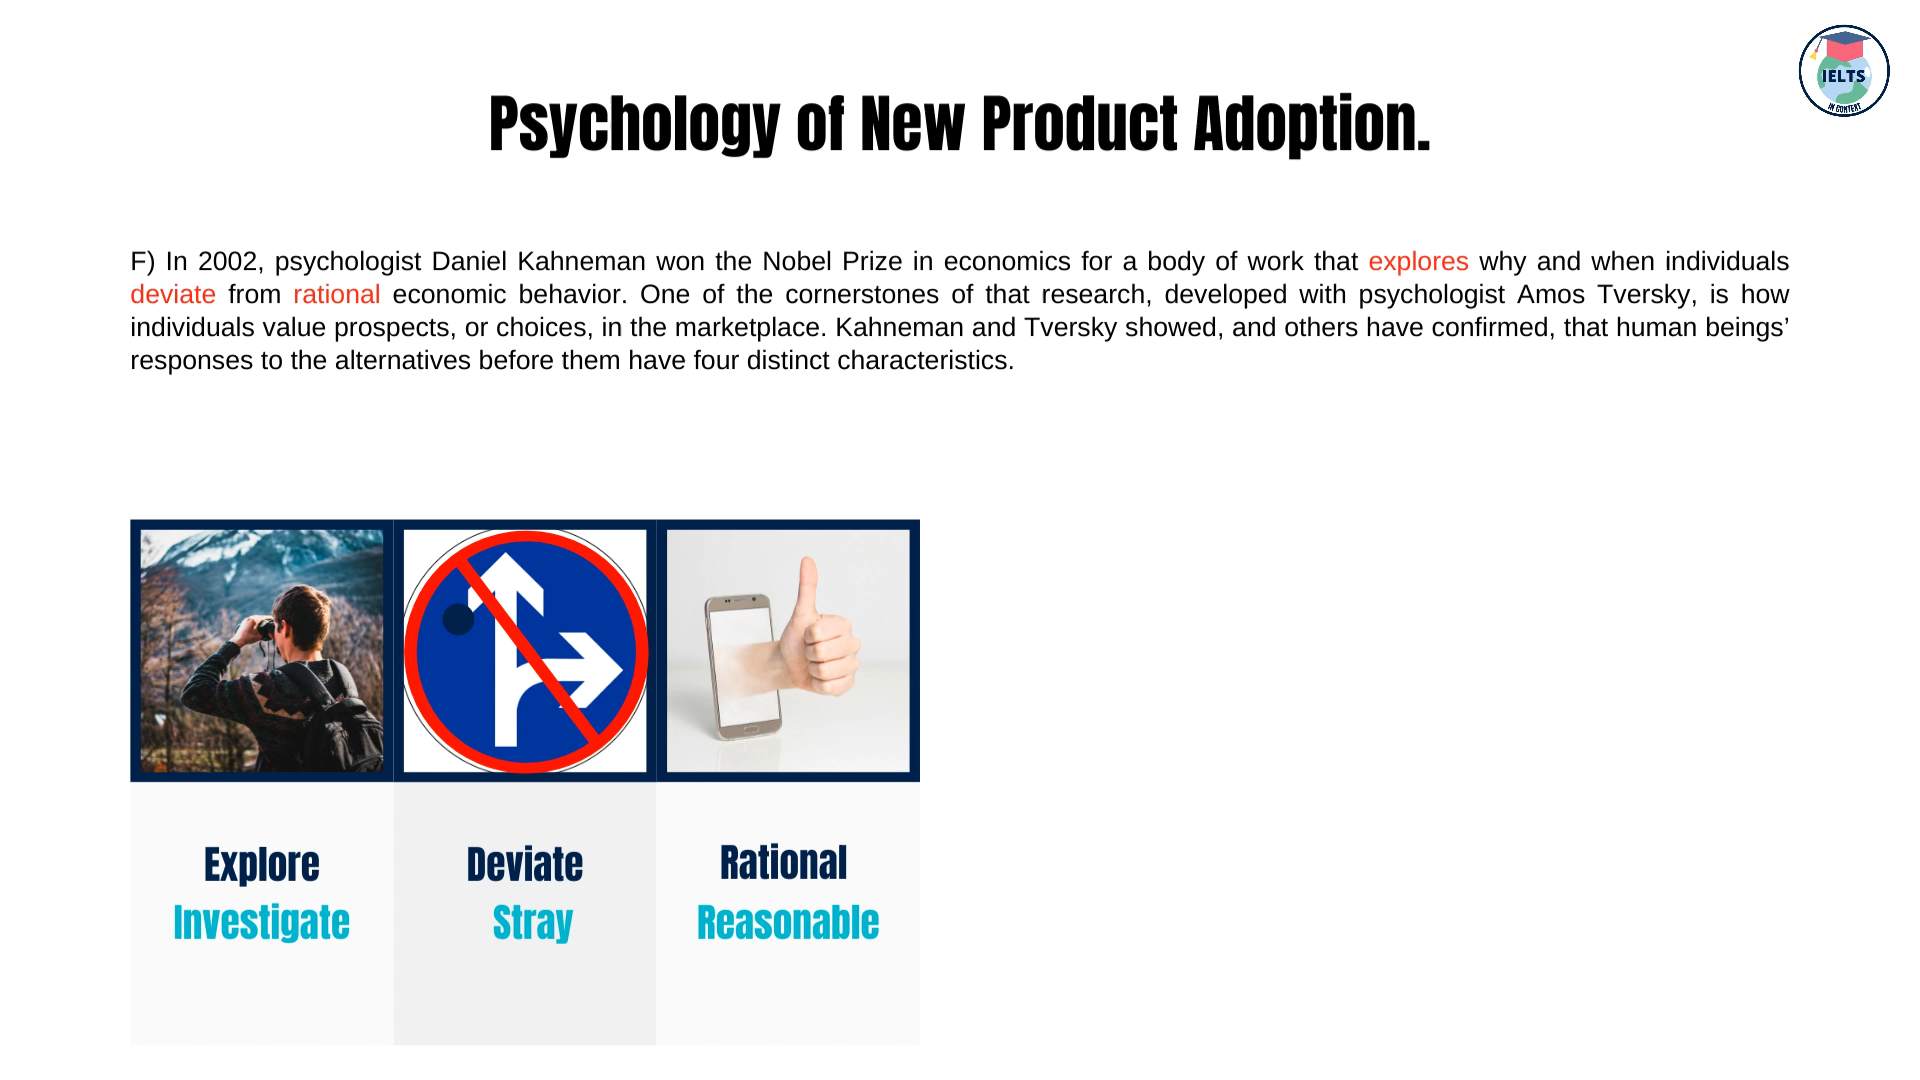 IELTS
IN CONTEXT
Psychology of New Product Adoption.
F) In 2002, psychologist Daniel Kahneman won the Nobel Prize in economics for a body of work that explores why and when individuals
deviate from rational economic behavior. One of the cornerstones of that research, developed with psychologist Amos Tversky, is how
individuals value prospects, or choices, in the marketplace. Kahneman and Tversky showed, and others have confirmed, that human beings’
responses to the alternatives before them have four distinct characteristics.
Explore
Investigate
Deviate
Stray
Rational
Reasonable